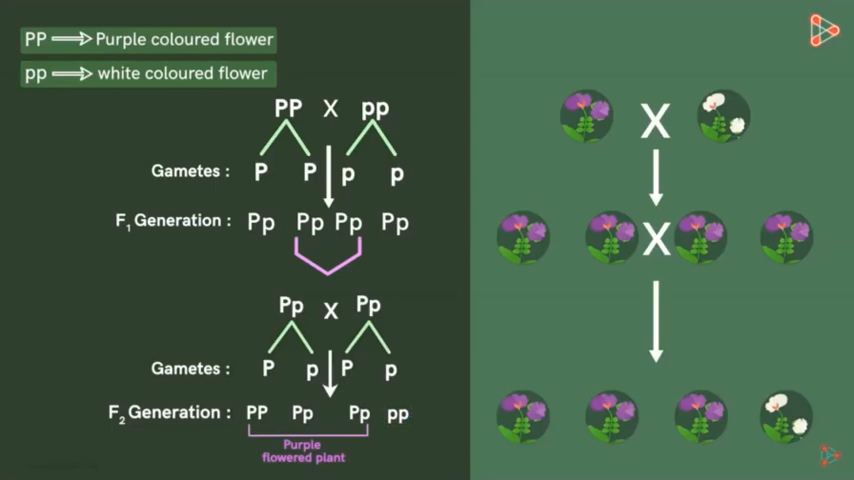 PP ⟹ Purple coloured flower
pp ⟹ white coloured flower
PP X pp
Gametes : P P p p
F₁ Generation : Pp Pp Pp Pp
Pp X Pp
Gametes : P p P p
F₂ Generation : PP Pp Pp pp
Purple
flowered plant
X
X